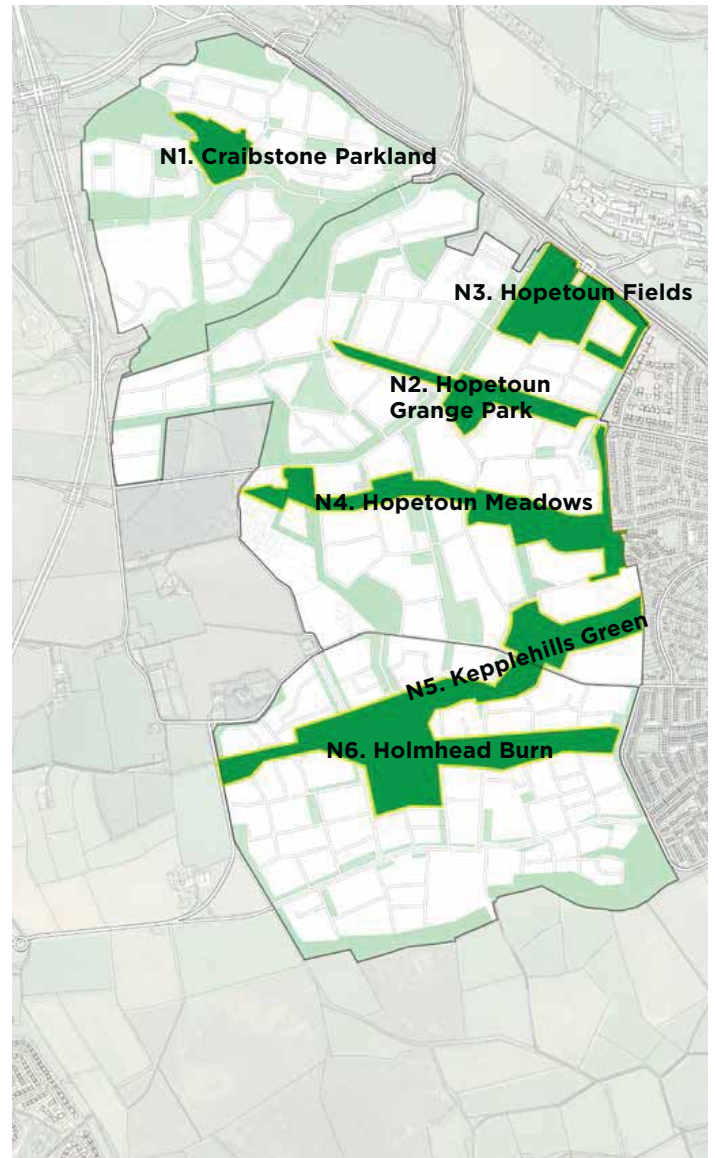 N1. Craibstone Parkland
N3. Hopetoun Fields
N2. Hopetoun
Grange Park
N4. Hopetoun Meadows
N5. Kepplehills Green
N6. Holmhead Burn